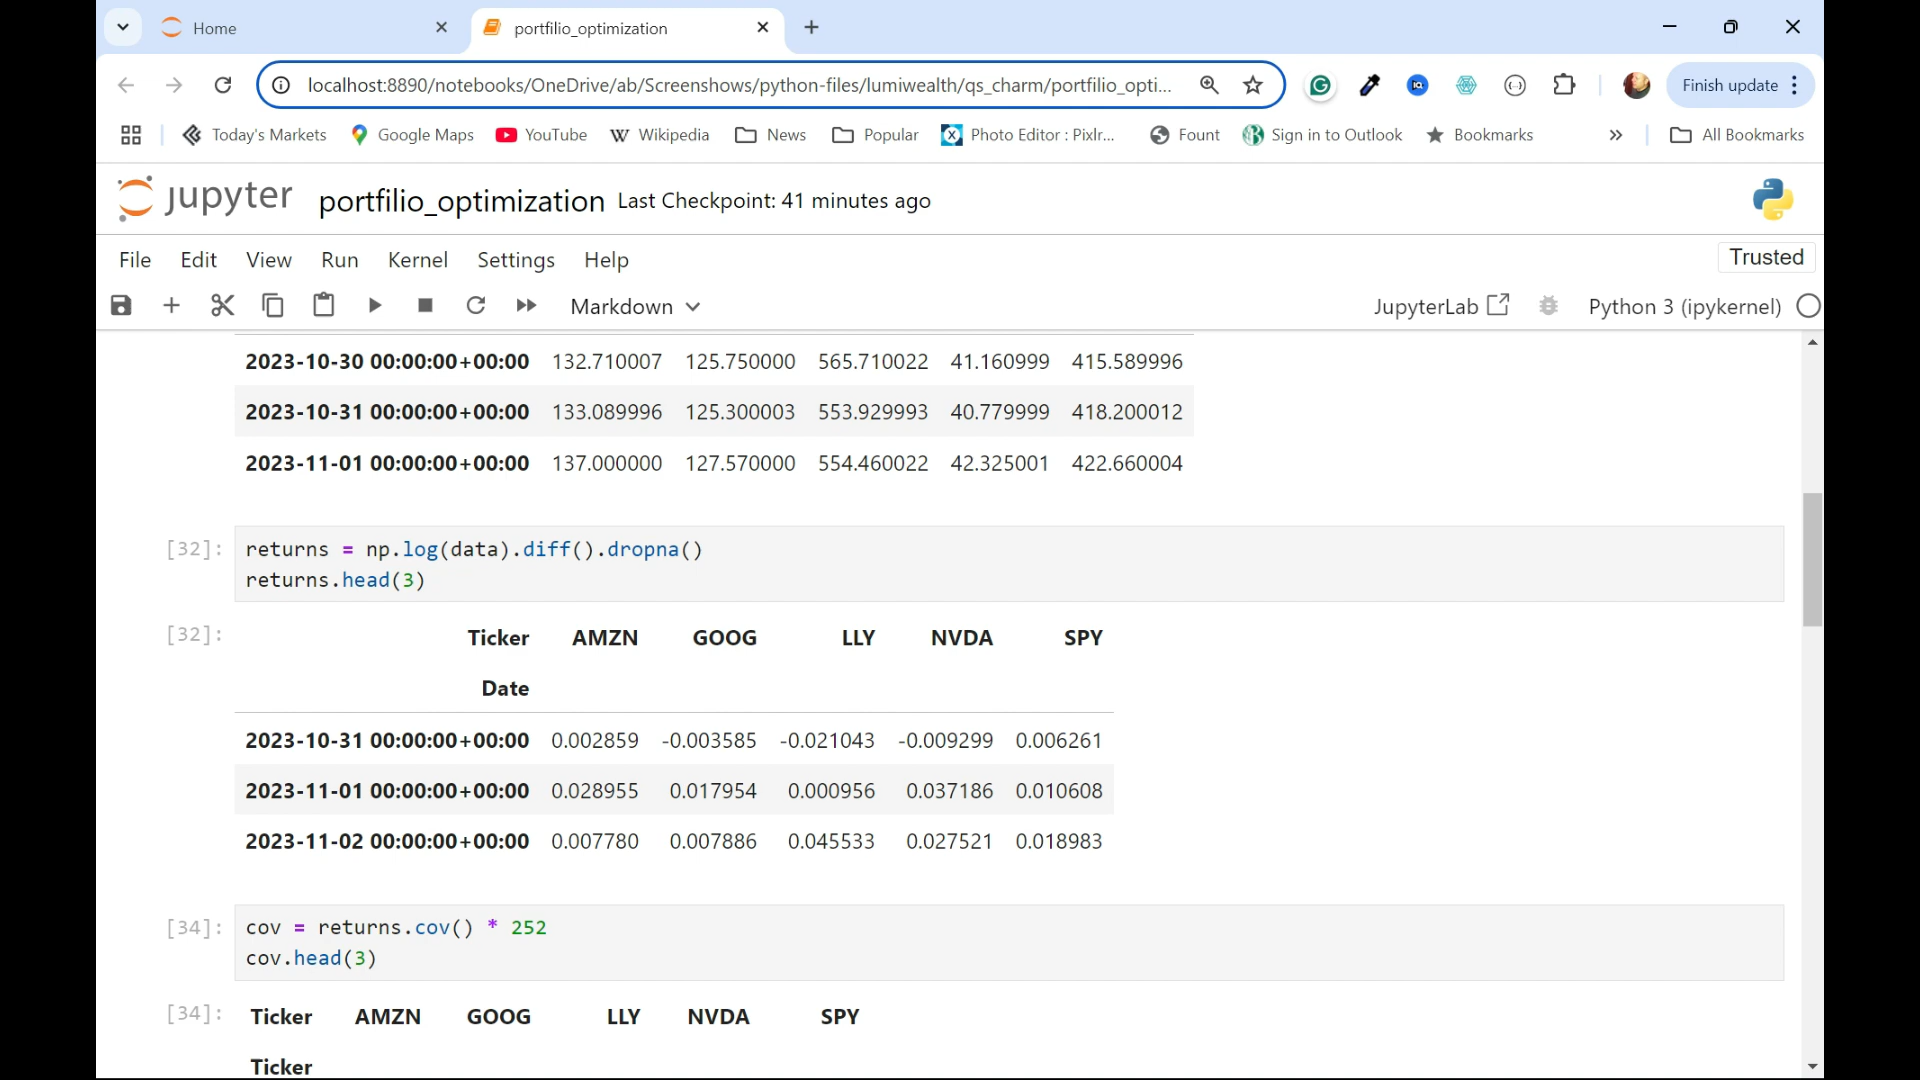 Home
portfilio_optimization
localhost:8890/notebooks/OneDrive/ab/Screenshows/python-files/lumiwealth/qs_charm/portfilio_opti...
Finish update
Today's Markets
Google Maps
YouTube
Wikipedia
News
Popular
Photo Editor : Pixlr...
Fount
Sign in to Outlook
Bookmarks
»
All Bookmarks
jupyter portfilio_optimization Last Checkpoint: 41 minutes ago
File Edit View Run Kernel Settings Help
Trusted
Markdown
JupyterLab
Python 3 (ipykernel)
2023-10-30 00:00:00+00:00 132.710007 125.750000 565.710022 41.160999 415.589996
2023-10-31 00:00:00+00:00 133.089996 125.300003 553.929993 40.779999 418.200012
2023-11-01 00:00:00+00:00 137.000000 127.570000 554.460022 42.325001 422.660004
[32]: returns = np.log(data).diff().dropna()
returns.head(3)
[32]: Ticker AMZN GOOG LLY NVDA SPY
Date
2023-10-31 00:00:00+00:00 0.002859 -0.003585 -0.021043 -0.009299 0.006261
2023-11-01 00:00:00+00:00 0.028955 0.017954 0.000956 0.037186 0.010608
2023-11-02 00:00:00+00:00 0.007780 0.007886 0.045533 0.027521 0.018983
[34]: cov = returns.cov() * 252
cov.head(3)
[34]: Ticker AMZN GOOG LLY NVDA SPY
Ticker